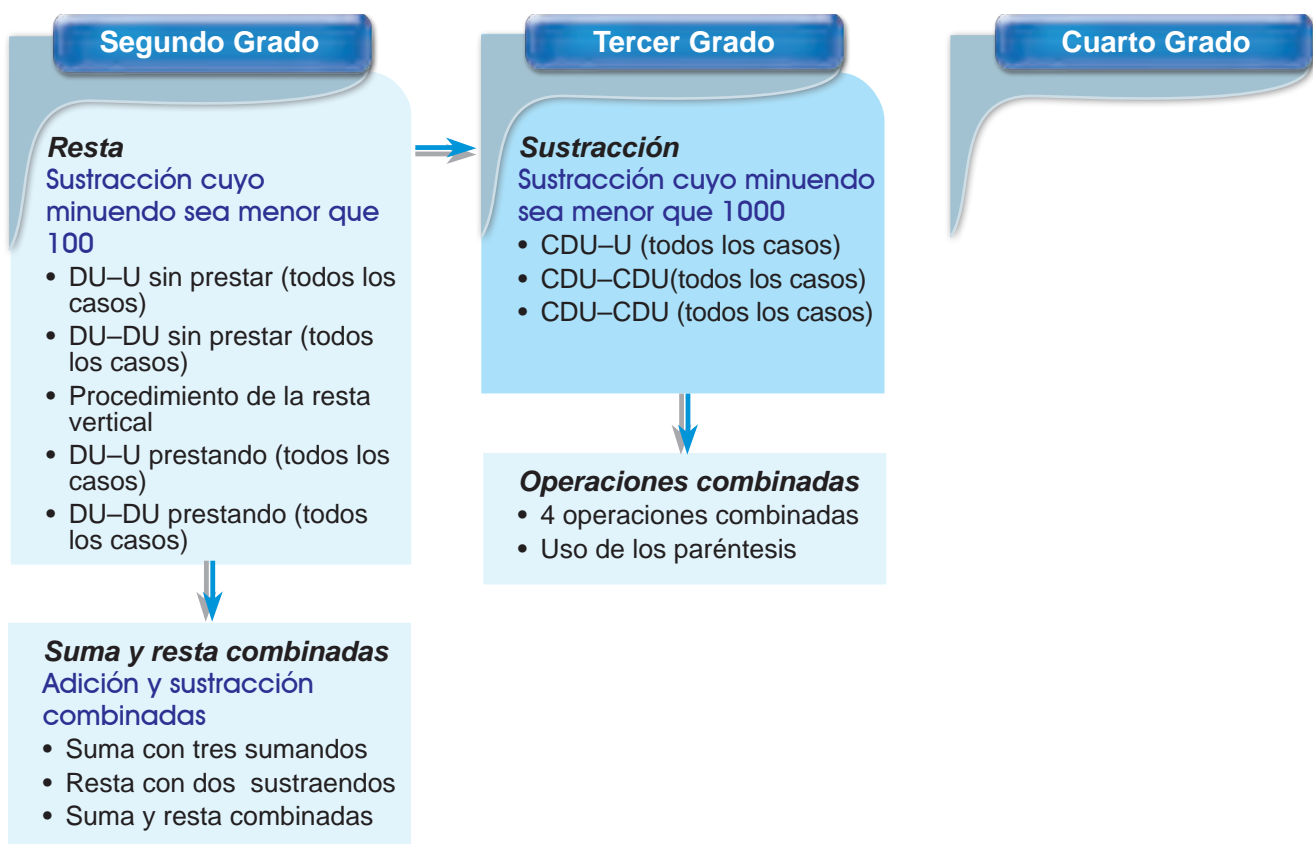 Segundo Grado
Resta
Sustracción cuyo
minuendo sea menor que
100
• DU–U sin prestar (todos los
casos)
• DU–DU sin prestar (todos
los casos)
• Procedimiento de la resta
vertical
• DU–U prestando (todos los
casos)
• DU–DU prestando (todos
los casos)
Suma y resta combinadas
Adición y sustracción
combinadas
• Suma con tres sumandos
• Resta con dos sustraendos
• Suma y resta combinadas
Tercer Grado
Sustracción
Sustracción cuyo minuendo
sea menor que 1000
• CDU–U (todos los casos)
• CDU–CDU(todos los casos)
• CDU–CDU (todos los casos)
Operaciones combinadas
• 4 operaciones combinadas
• Uso de los paréntesis
Cuarto Grado